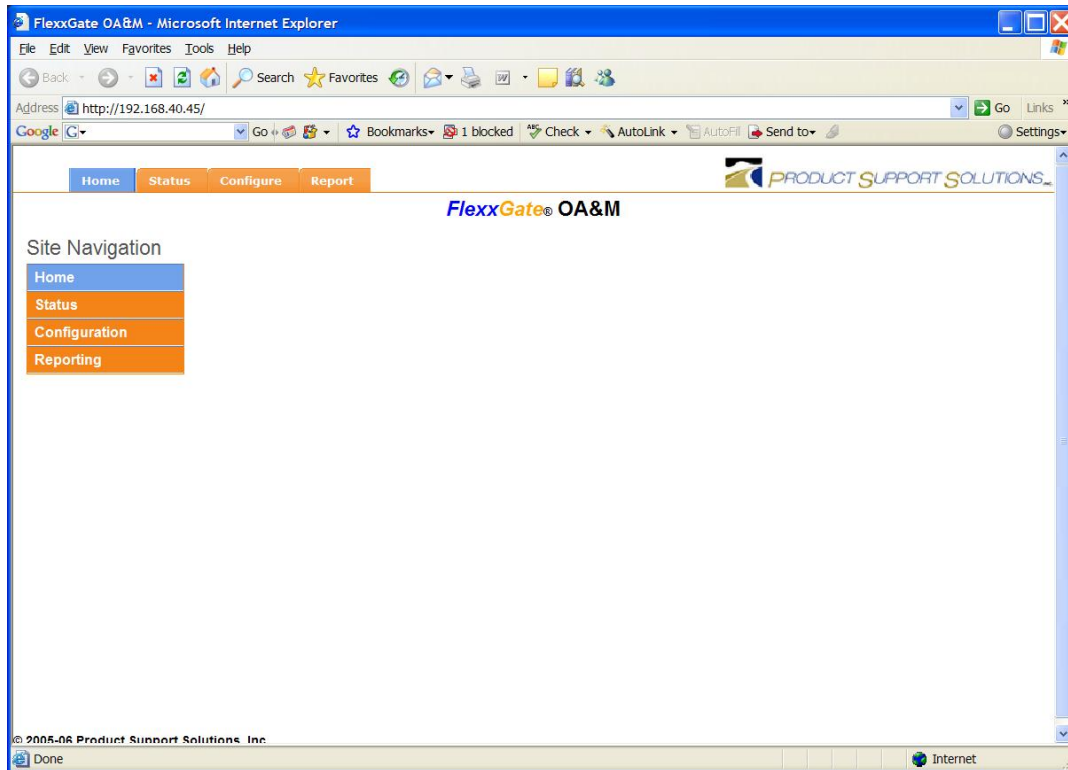 FlexxGate OA&M - Microsoft Internet Explorer
File Edit View Favorites Tools Help
Back Search Favorites
Address http://192.168.40.45/ Go Links »
Google G Go Bookmarks 1 blocked ABC Check AutoLink AutoFill Send to Settings
Home Status Configure Report
PRODUCT SUPPORT SOLUTIONS
FlexxGate® OA&M
Site Navigation
Home
Status
Configuration
Reporting
© 2005-06 Product Support Solutions, Inc
Done Internet